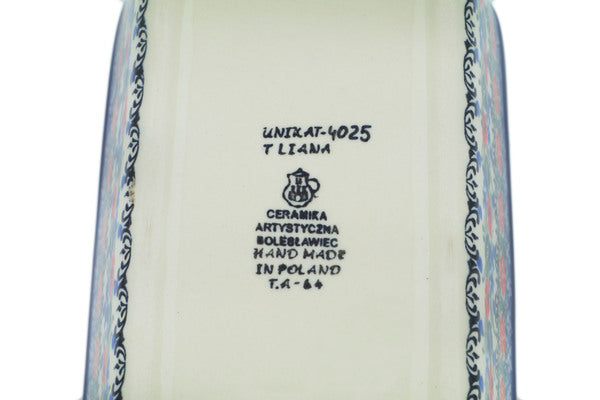 UNIKAT-4025
T LIANA
CERAMIKA
ARTYSTYCZNA
BOLESŁAWIEC
HAND MADE
IN POLAND
T.A-64